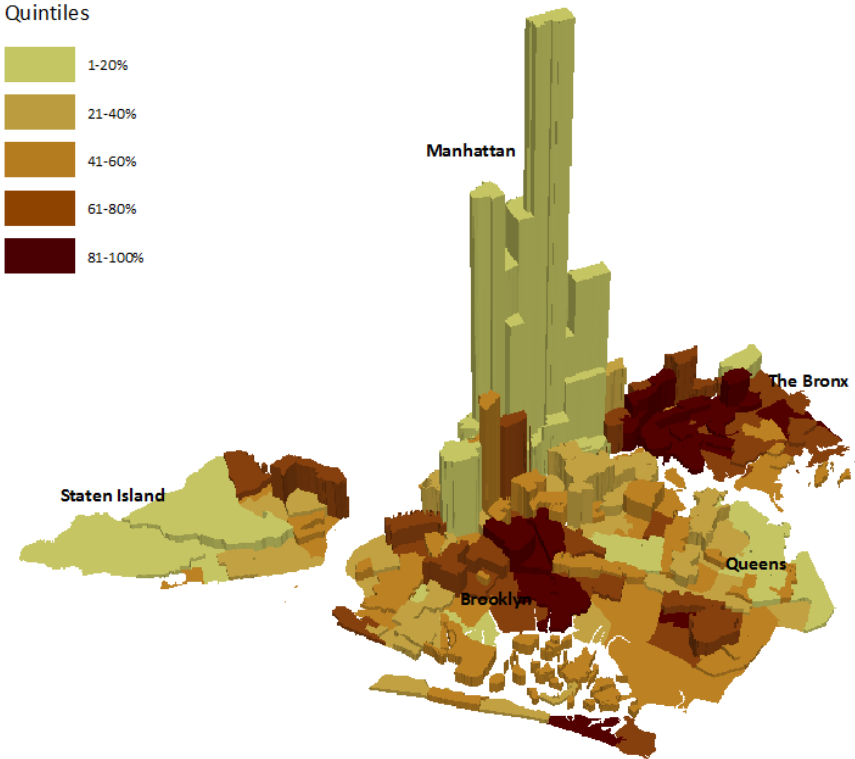 Quintiles
1-20%
21-40%
41-60%
61-80%
81-100%
Manhattan
The Bronx
Staten Island
Queens
Brooklyn